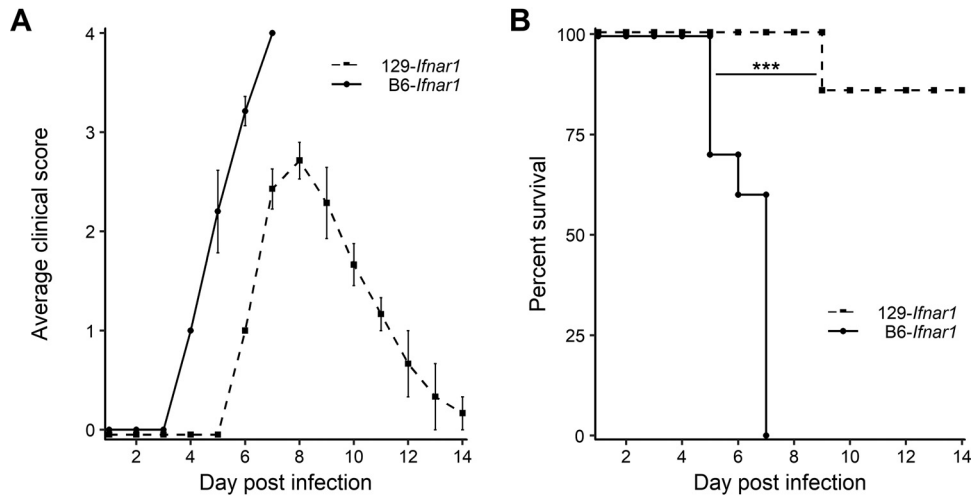 A
4
3
2
1
0
Average clinical score
129-Ifnar1
B6-Ifnar1
2 4 6 8 10 12 14
Day post infection
B
100
75
50
25
0
Percent survival
***
129-Ifnar1
B6-Ifnar1
2 4 6 8 10 12 14
Day post infection